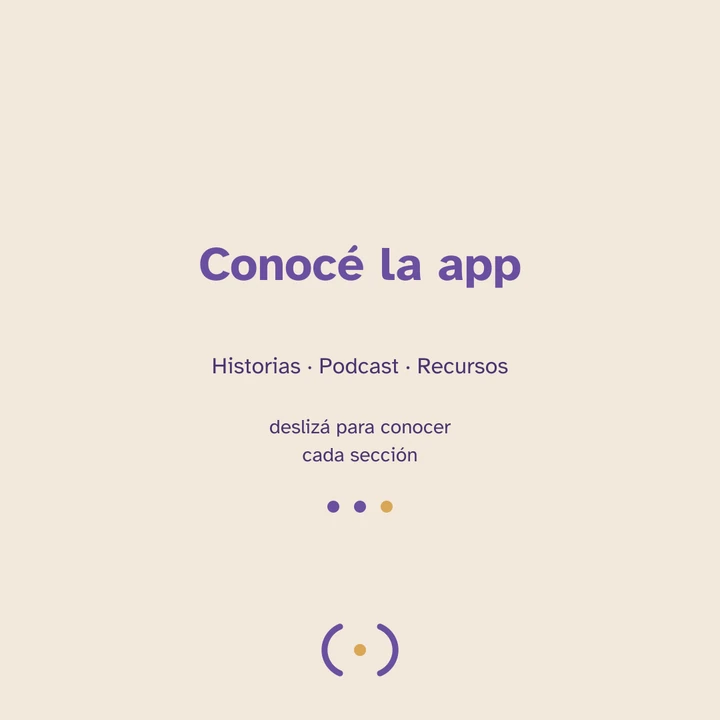 Conocé la app
Historias · Podcast · Recursos
deslizá para conocer
cada sección